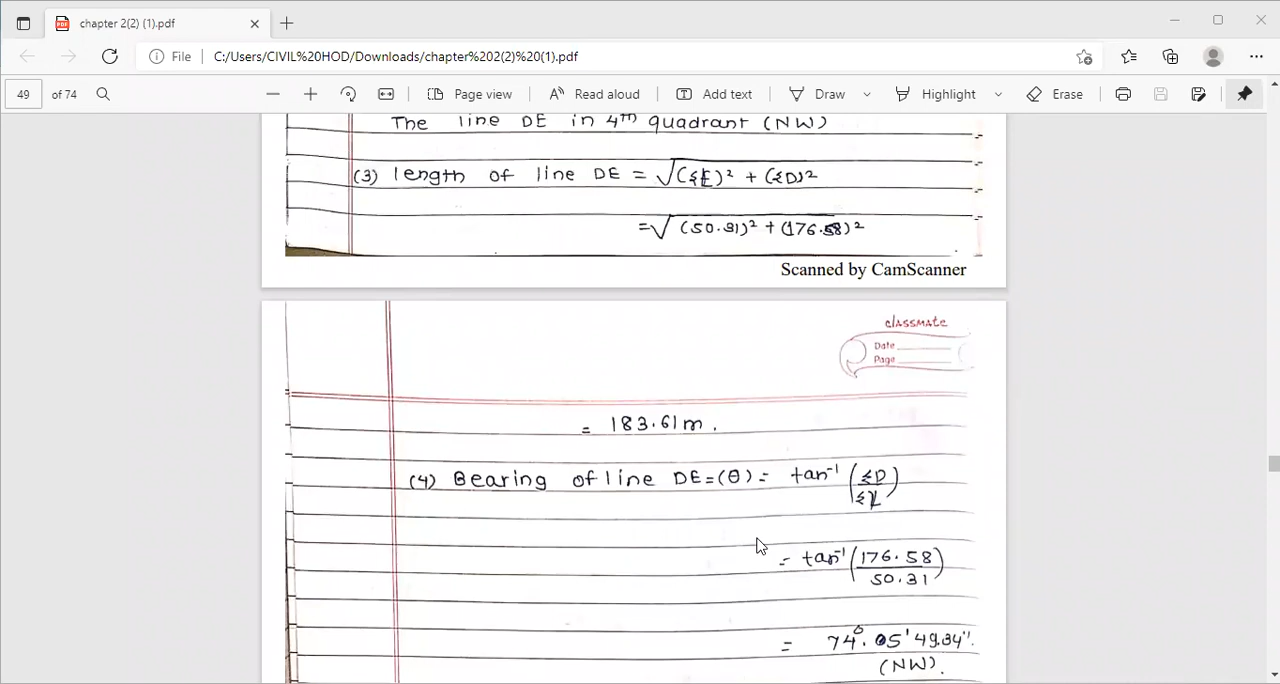 chapter 2(2) (1).pdf
File C:/Users/CIVIL%20HOD/Downloads/chapter%202(2)%20(1).pdf
49 of 74 Page view Read aloud Add text Draw Highlight Erase
The line DE in 4th quadrant (NW)
(3) length of line DE = √(ΣL)² + (ΣD)²
= √(50.31)² + (176.58)²
Scanned by CamScanner
classmate
Date
Page
= 183.61m.
(4) Bearing of line DE = (θ) = tan⁻¹ (ΣD/ΣL)
= tan⁻¹ (176.58/50.31)
= 74°.05'49.34".
(NW).